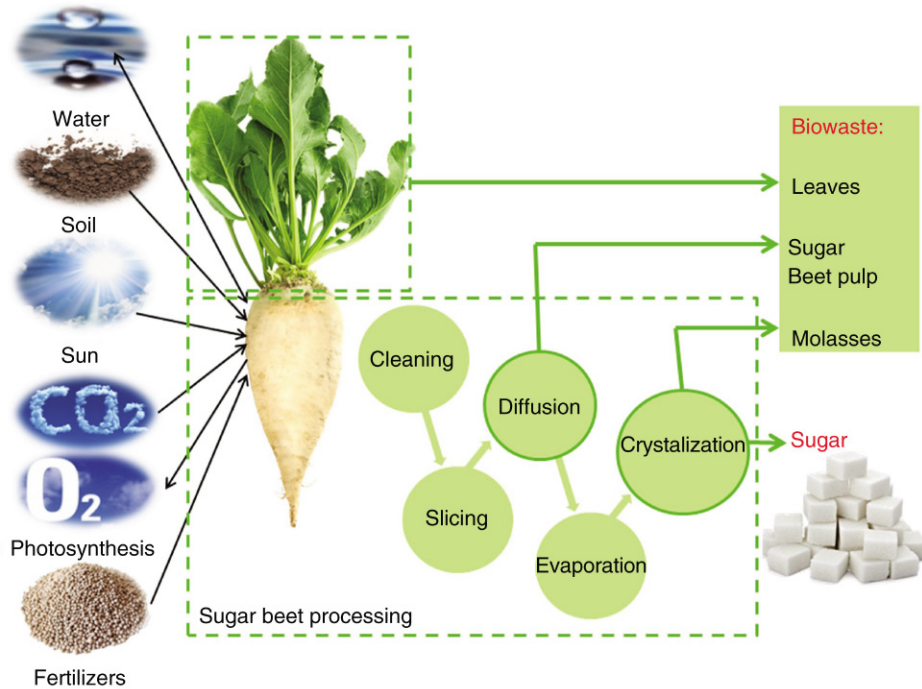 Water
Soil
Sun
CO2
O2
Photosynthesis
Fertilizers
Sugar beet processing
Cleaning
Slicing
Diffusion
Evaporation
Crystalization
Biowaste:
Leaves
Sugar
Beet pulp
Molasses
Sugar